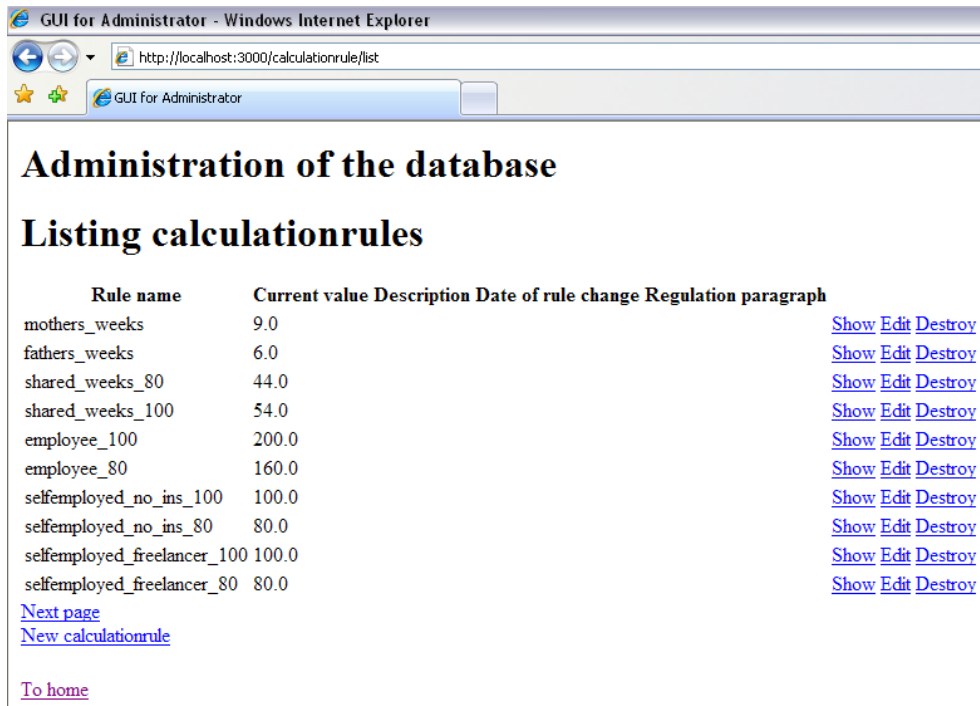 GUI for Administrator - Windows Internet Explorer
http://localhost:3000/calculationrule/list
GUI for Administrator
Administration of the database
Listing calculationrules
Rule name Current value Description Date of rule change Regulation paragraph
mothers_weeks 9.0 Show Edit Destroy
fathers_weeks 6.0 Show Edit Destroy
shared_weeks_80 44.0 Show Edit Destroy
shared_weeks_100 54.0 Show Edit Destroy
employee_100 200.0 Show Edit Destroy
employee_80 160.0 Show Edit Destroy
selfemployed_no_ins_100 100.0 Show Edit Destroy
selfemployed_no_ins_80 80.0 Show Edit Destroy
selfemployed_freelancer_100 100.0 Show Edit Destroy
selfemployed_freelancer_80 80.0 Show Edit Destroy
Next page
New calculationrule
To home